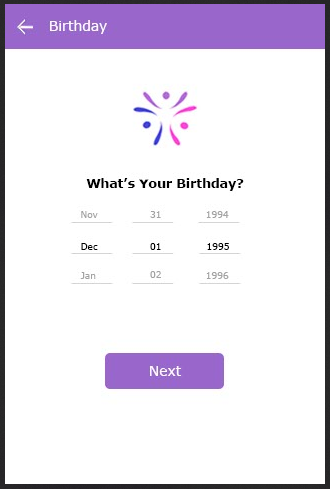 Birthday
What's Your Birthday?
Nov 31 1994
Dec 01 1995
Jan 02 1996
Next